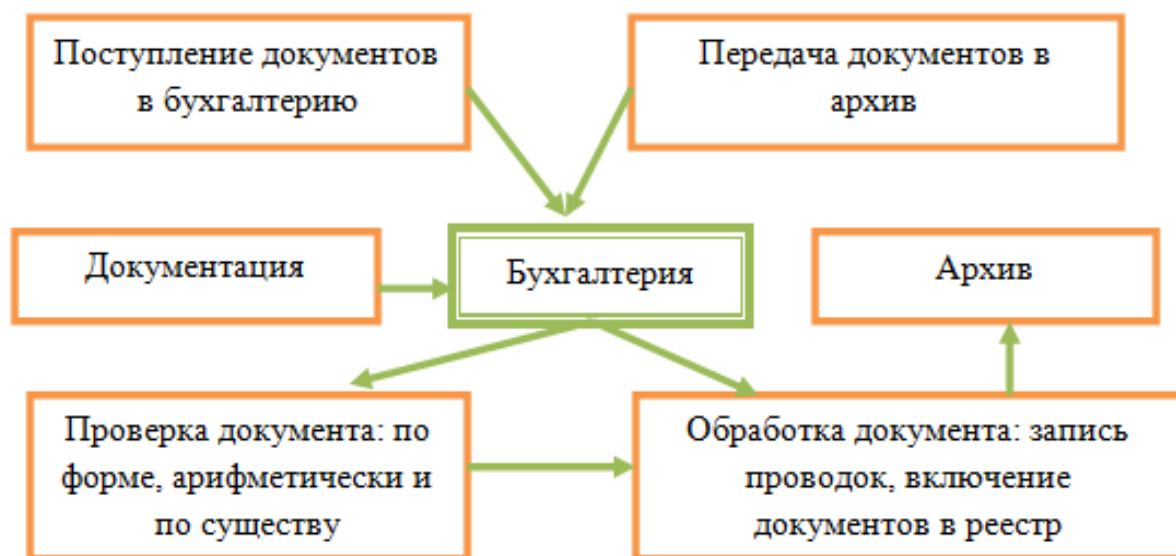 Поступление документов
в бухгалтерию
Передача документов в
архив
Документация
Бухгалтерия
Архив
Проверка документа: по
форме, арифметически и
по существу
Обработка документа: запись
проводок, включение
документов в реестр